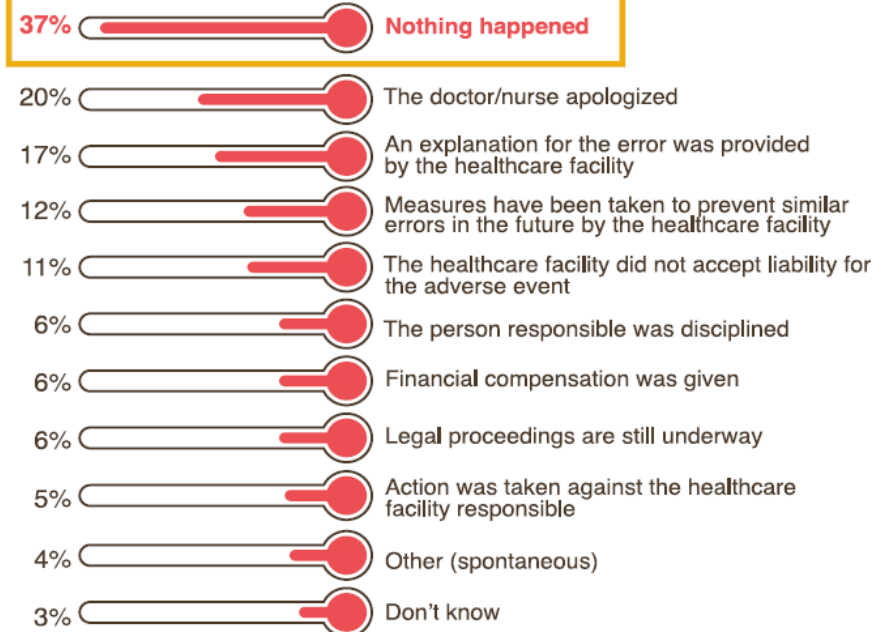 37% Nothing happened
20% The doctor/nurse apologized
17% An explanation for the error was provided
by the healthcare facility
12% Measures have been taken to prevent similar
errors in the future by the healthcare facility
11% The healthcare facility did not accept liability for
the adverse event
6% The person responsible was disciplined
6% Financial compensation was given
6% Legal proceedings are still underway
5% Action was taken against the healthcare
facility responsible
4% Other (spontaneous)
3% Don't know